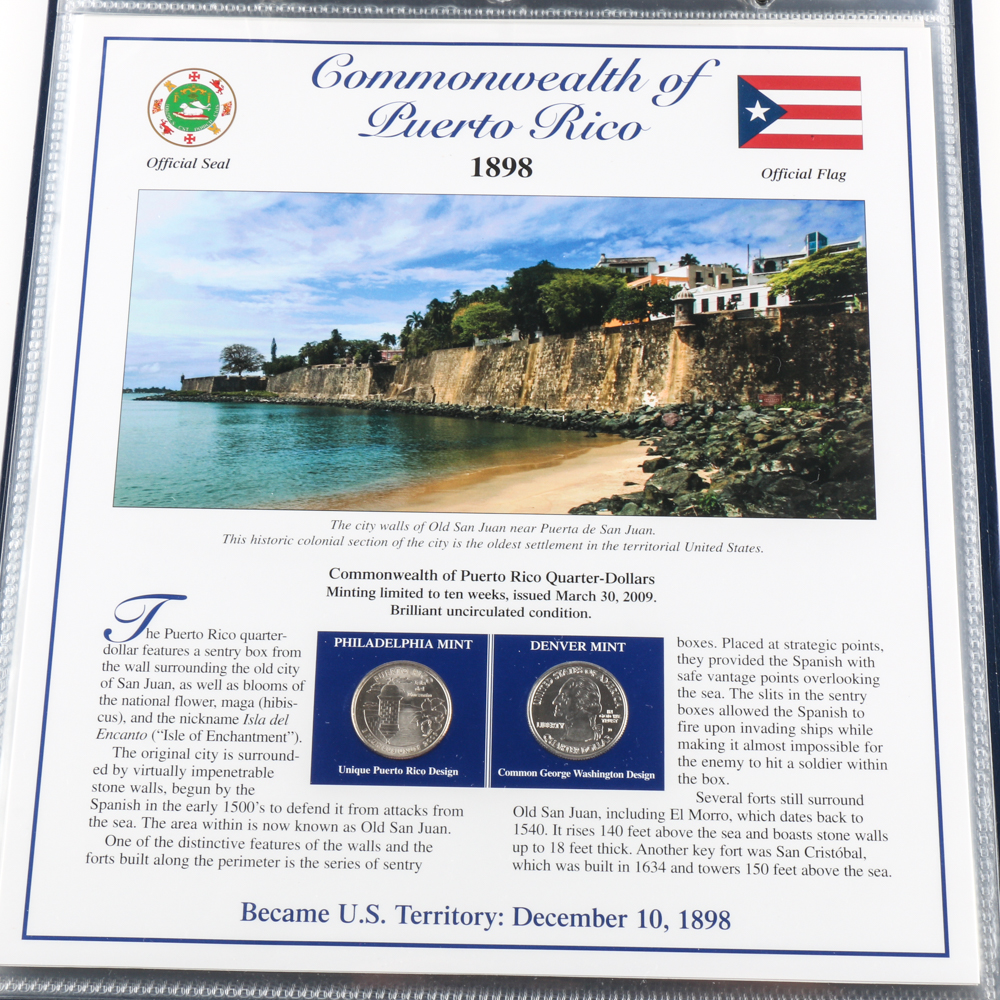 Commonwealth of
Puerto Rico
1898
Official Seal
Official Flag
The city walls of Old San Juan near Puerta de San Juan.
This historic colonial section of the city is the oldest settlement in the territorial United States.
Commonwealth of Puerto Rico Quarter-Dollars
Minting limited to ten weeks, issued March 30, 2009.
Brilliant uncirculated condition.
The Puerto Rico quarter-
dollar features a sentry box from
the wall surrounding the old city
of San Juan, as well as blooms of
the national flower, maga (hibis-
cus), and the nickname Isla del
Encanto (“Isle of Enchantment”).
The original city is surround-
ed by virtually impenetrable
stone walls, begun by the
Spanish in the early 1500’s to defend it from attacks from
the sea. The area within is now known as Old San Juan.
One of the distinctive features of the walls and the
forts built along the perimeter is the series of sentry
PHILADELPHIA MINT
Unique Puerto Rico Design
DENVER MINT
UNITED STATES OF AMERICA
LIBERTY
QUARTER DOLLAR
Common George Washington Design
boxes. Placed at strategic points,
they provided the Spanish with
safe vantage points overlooking
the sea. The slits in the sentry
boxes allowed the Spanish to
fire upon invading ships while
making it almost impossible for
the enemy to hit a soldier within
the box.
Several forts still surround
Old San Juan, including El Morro, which dates back to
1540. It rises 140 feet above the sea and boasts stone walls
up to 18 feet thick. Another key fort was San Cristóbal,
which was built in 1634 and towers 150 feet above the sea.
Became U.S. Territory: December 10, 1898